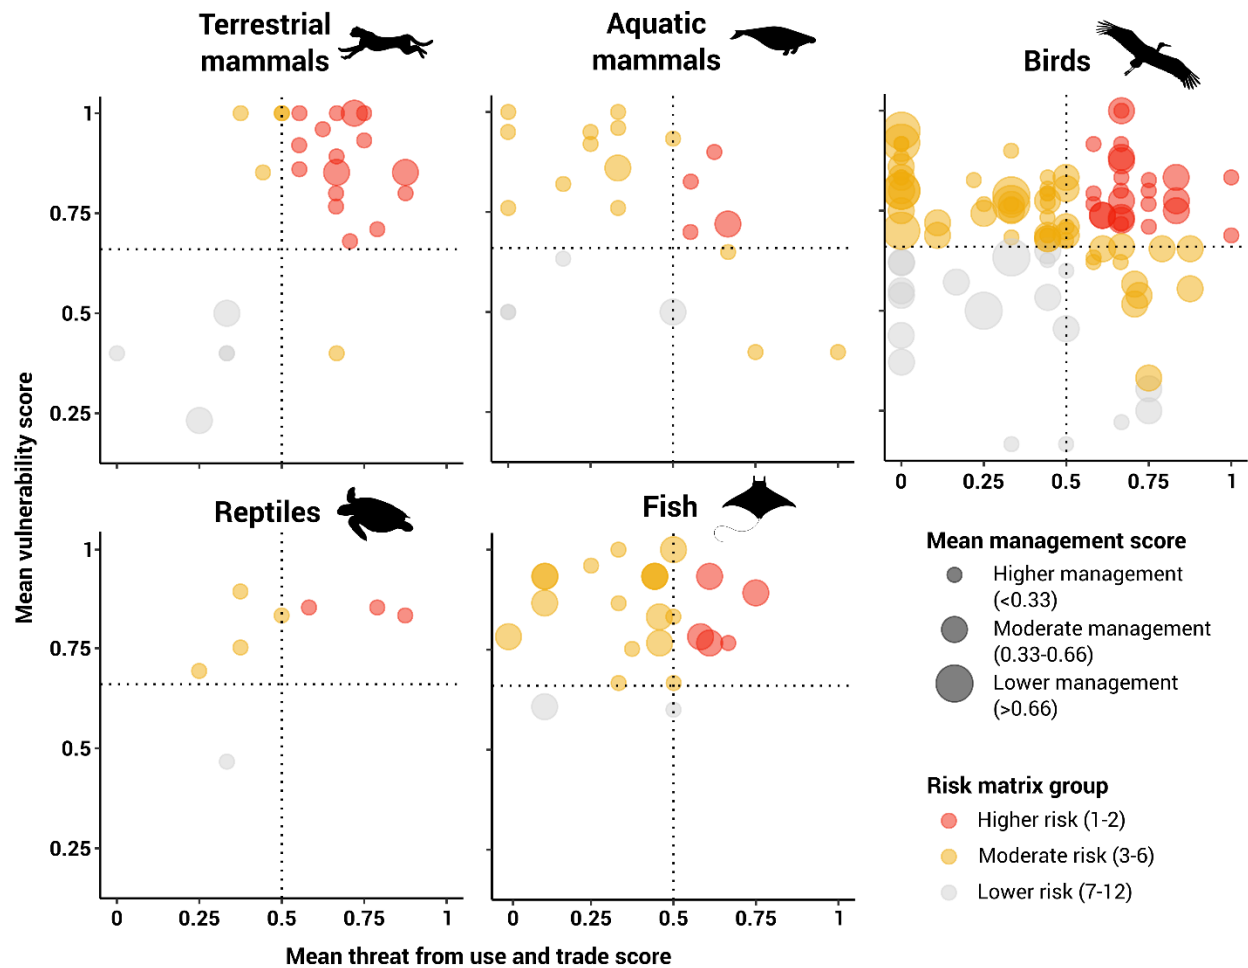 Terrestrial
mammals
Aquatic
mammals
Birds
1
0.75
0.5
0.25
0 0.25 0.5 0.75 1
Mean vulnerability score
Reptiles
Fish
1
0.75
0.5
0.25
0 0.25 0.5 0.75 1
0 0.25 0.5 0.75 1
Mean threat from use and trade score
Mean management score
Higher management
(<0.33)
Moderate management
(0.33-0.66)
Lower management
(>0.66)
Risk matrix group
Higher risk (1-2)
Moderate risk (3-6)
Lower risk (7-12)